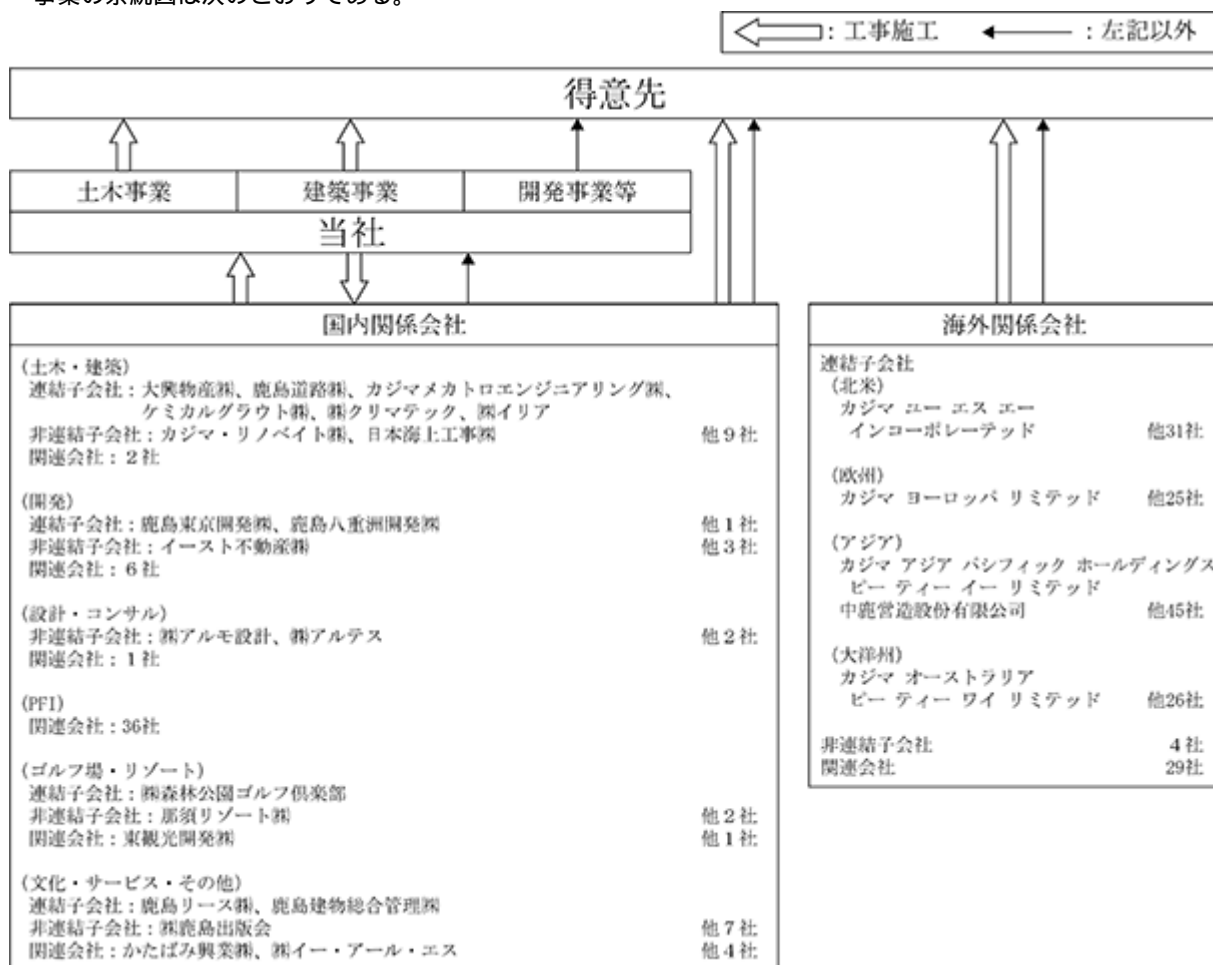 事業の系統図は次のとおりである。
：工事施工　：左記以外
得意先
土木事業　建築事業　開発事業等
当社
国内関係会社
(土木・建築)
連結子会社：大興物産㈱、鹿島道路㈱、カジマメカトロエンジニアリング㈱、
ケミカルグラウト㈱、㈱クリマテック、㈱イリア
非連結子会社：カジマ・リノベイト㈱、日本海上工事㈱　他９社
関連会社：２社
(開発)
連結子会社：鹿島東京開発㈱、鹿島八重洲開発㈱　他１社
非連結子会社：イースト不動産㈱　他３社
関連会社：６社
(設計・コンサル)
非連結子会社：㈱アルモ設計、㈱アルテス　他２社
関連会社：１社
(PFI)
関連会社：36社
(ゴルフ場・リゾート)
連結子会社：㈱森林公園ゴルフ倶楽部
非連結子会社：那須リゾート㈱　他２社
関連会社：東観光開発㈱　他１社
(文化・サービス・その他)
連結子会社：鹿島リース㈱、鹿島建物総合管理㈱
非連結子会社：㈱鹿島出版会　他７社
関連会社：かたばみ興業㈱、㈱イー・アール・エス　他４社
海外関係会社
連結子会社
(北米)
カジマ ユー エス エー
インコーポレーテッド　他31社
(欧州)
カジマ ヨーロッパ リミテッド　他25社
(アジア)
カジマ アジア パシフィック ホールディングス
ピー ティー イー リミテッド
中鹿営造股份有限公司　他45社
(大洋州)
カジマ オーストラリア
ピー ティー ワイ リミテッド　他26社
非連結子会社　４社
関連会社　29社